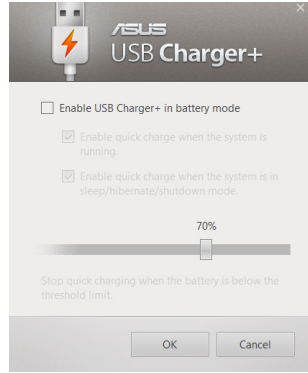 ASUS
USB Charger+
Enable USB Charger+ in battery mode
Enable quick charge when the system is
running.
Enable quick charge when the system is in
sleep/hibernate/shutdown mode.
70%
Stop quick charging when the battery is below the
threshold limit.
OK
Cancel